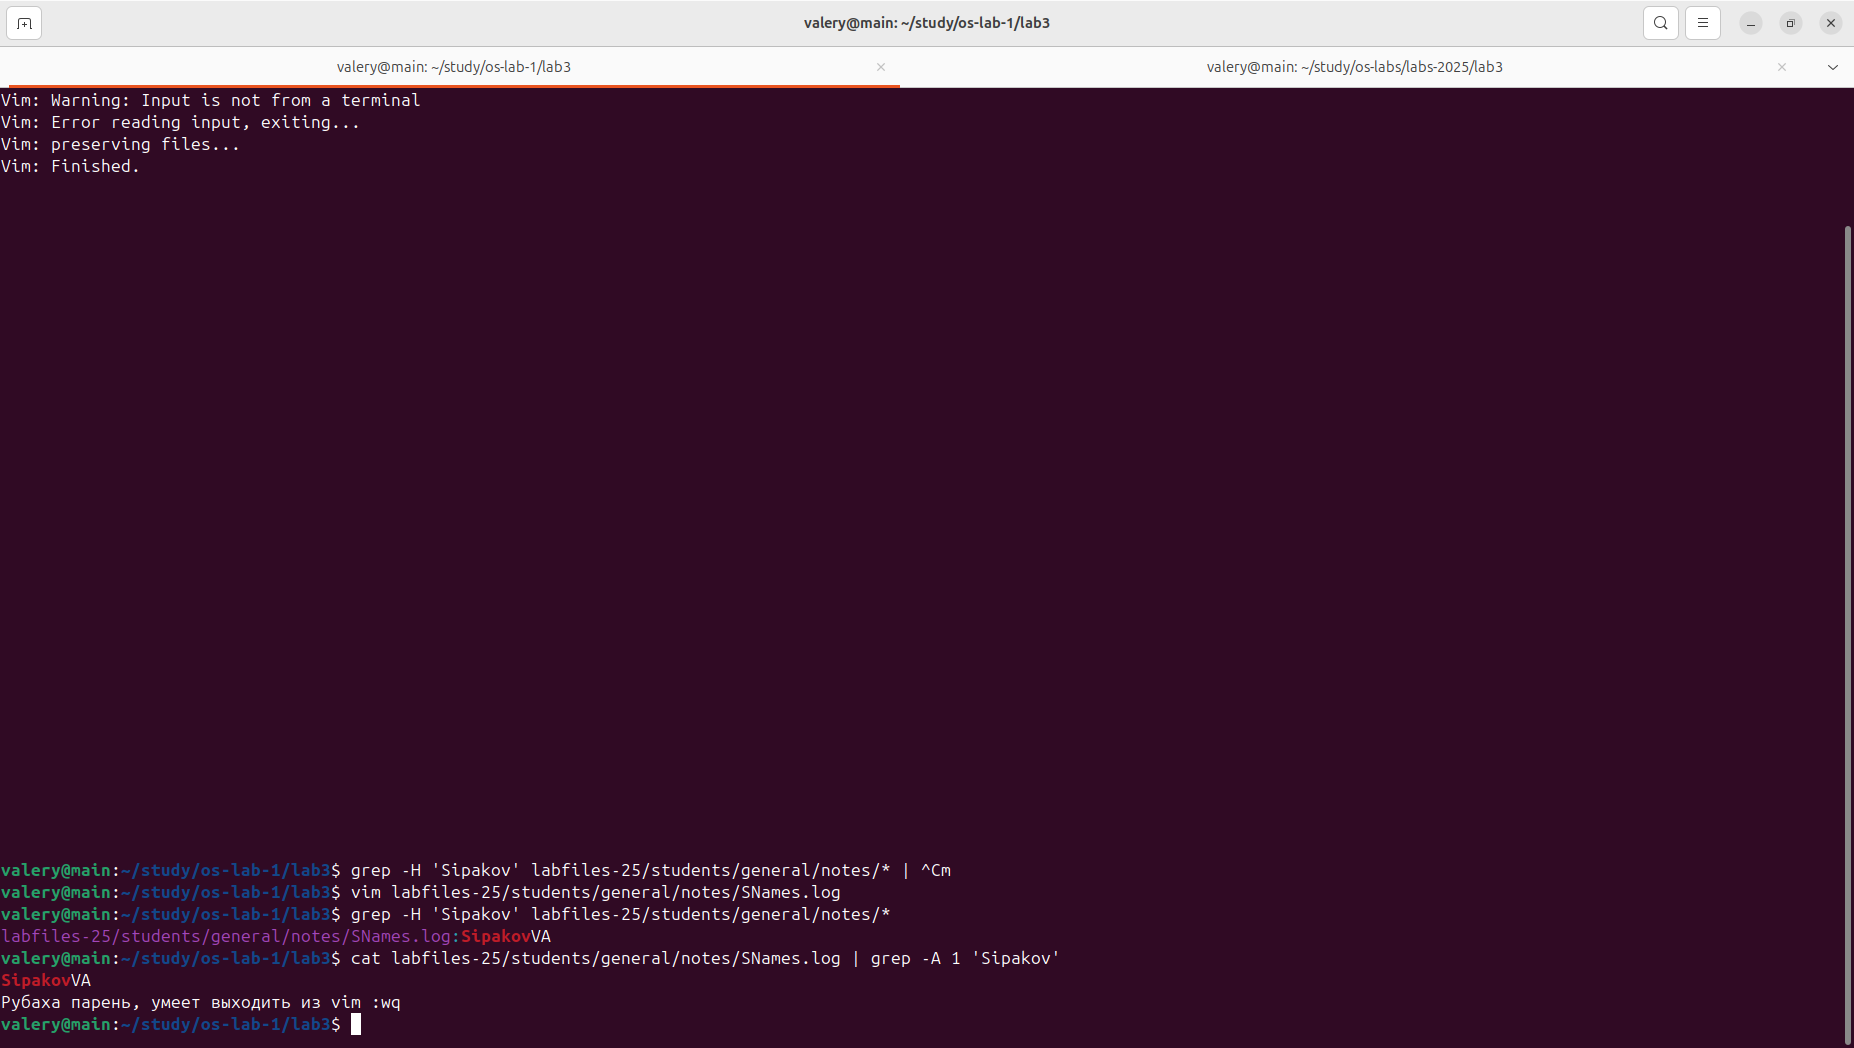 valery@main: ~/study/os-lab-1/lab3
valery@main: ~/study/os-lab-1/lab3
valery@main: ~/study/os-labs/labs-2025/lab3
Vim: Warning: Input is not from a terminal
Vim: Error reading input, exiting...
Vim: preserving files...
Vim: Finished.
valery@main:~/study/os-lab-1/lab3$ grep -H 'Sipakov' labfiles-25/students/general/notes/* | ^Cm
valery@main:~/study/os-lab-1/lab3$ vim labfiles-25/students/general/notes/SNames.log
valery@main:~/study/os-lab-1/lab3$ grep -H 'Sipakov' labfiles-25/students/general/notes/*
labfiles-25/students/general/notes/SNames.log:SipakovVA
valery@main:~/study/os-lab-1/lab3$ cat labfiles-25/students/general/notes/SNames.log | grep -A 1 'Sipakov'
SipakovVA
Рубаха парень, умеет выходить из vim :wq
valery@main:~/study/os-lab-1/lab3$